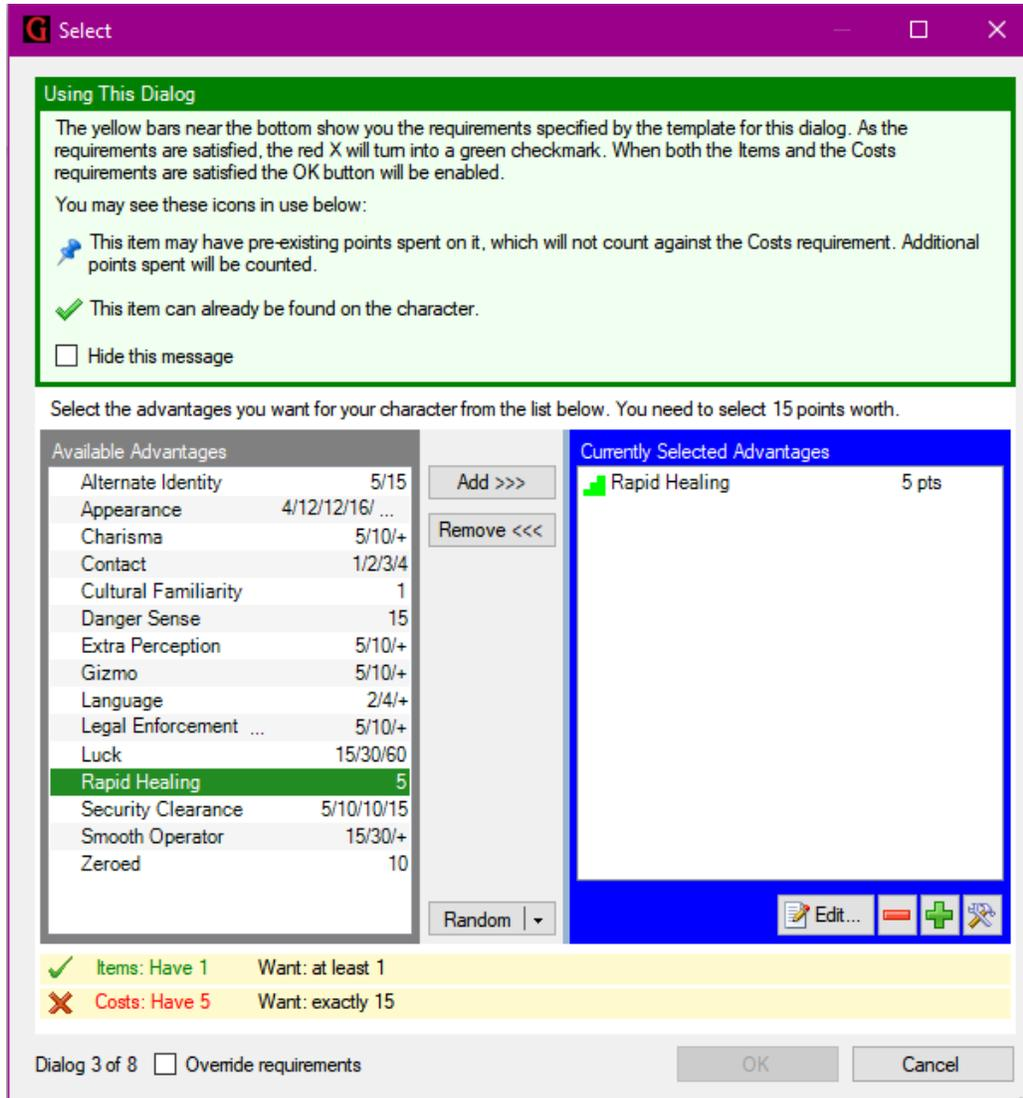 G Select
Using This Dialog
The yellow bars near the bottom show you the requirements specified by the template for this dialog. As the
requirements are satisfied, the red X will turn into a green checkmark. When both the Items and the Costs
requirements are satisfied the OK button will be enabled.
You may see these icons in use below:
This item may have pre-existing points spent on it, which will not count against the Costs requirement. Additional
points spent will be counted.
This item can already be found on the character.
Hide this message
Select the advantages you want for your character from the list below. You need to select 15 points worth.
Available Advantages
Alternate Identity 5/15
Appearance 4/12/12/16/ ...
Charisma 5/10/+
Contact 1/2/3/4
Cultural Familiarity 1
Danger Sense 15
Extra Perception 5/10/+
Gizmo 5/10/+
Language 2/4/+
Legal Enforcement ... 5/10/+
Luck 15/30/60
Rapid Healing 5
Security Clearance 5/10/10/15
Smooth Operator 15/30/+
Zeroed 10
Add >>>
Remove <<<
Random
Currently Selected Advantages
Rapid Healing 5 pts
Edit...
Items: Have 1 Want: at least 1
Costs: Have 5 Want: exactly 15
Dialog 3 of 8 Override requirements OK Cancel